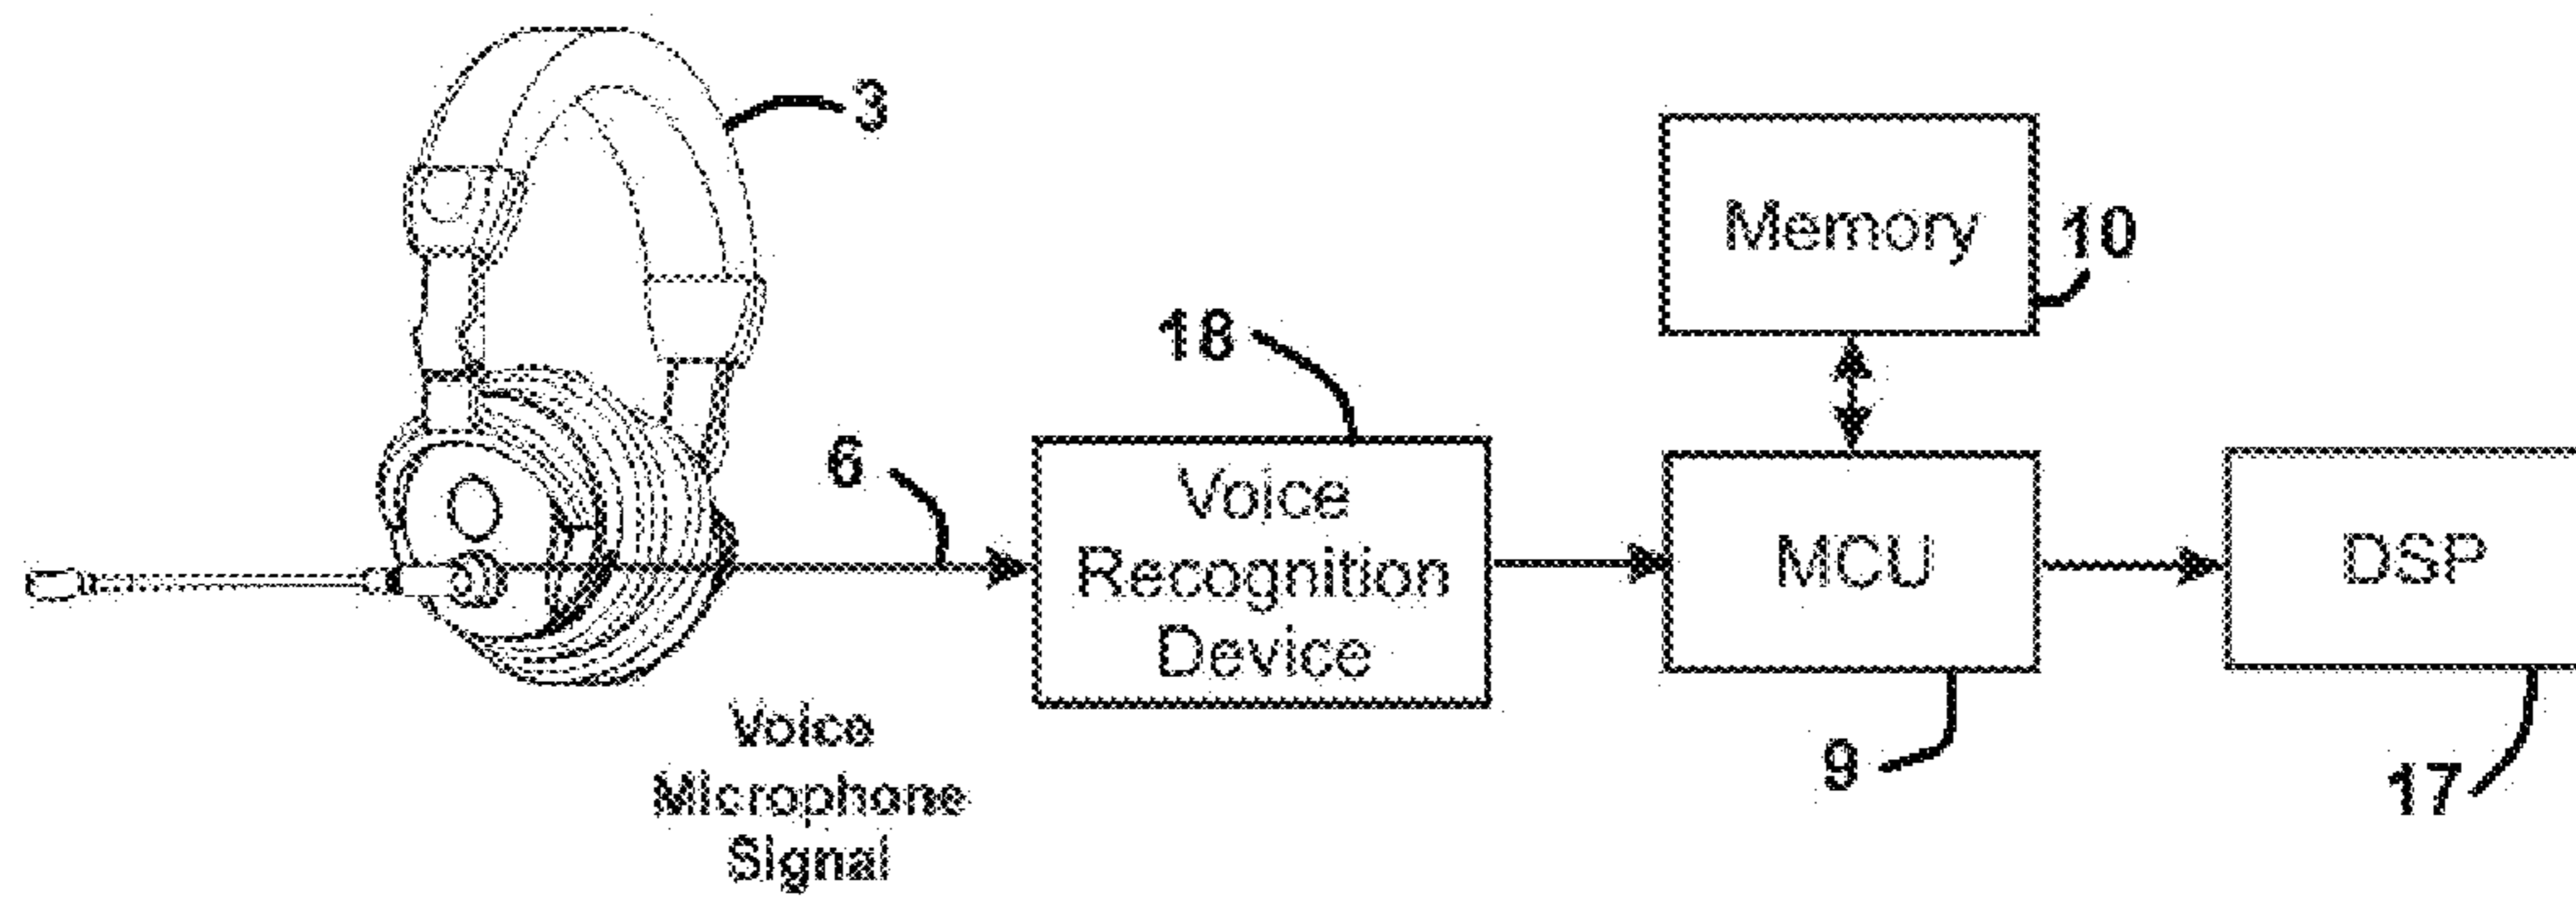 3
Memory
10
18
6
Voice
Recognition
Device
MCU
DSP
Voice
Microphone
Signal
9
17